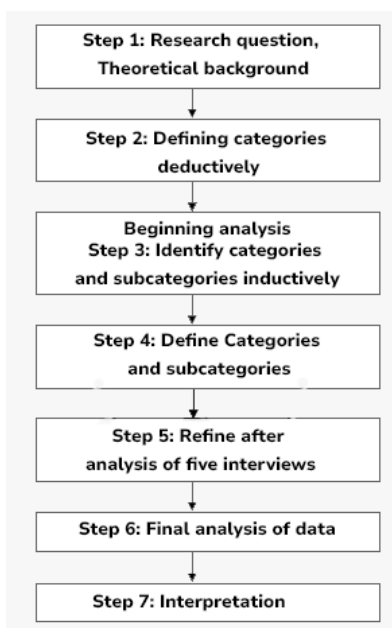 Step 1: Research question,
Theoretical background
Step 2: Defining categories
deductively
Beginning analysis
Step 3: Identify categories
and subcategories inductively
Step 4: Define Categories
and subcategories
Step 5: Refine after
analysis of five interviews
Step 6: Final analysis of data
Step 7: Interpretation